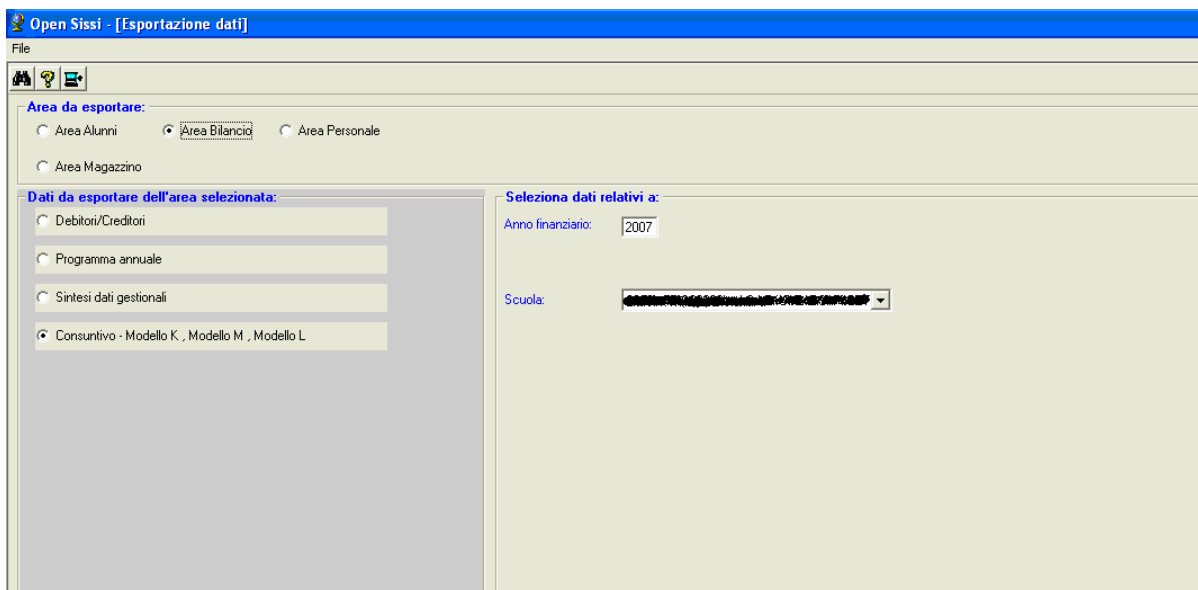 Open Sissi - [Esportazione dati]
File
Area da esportare:
Area Alunni Area Bilancio Area Personale
Area Magazzino
Dati da esportare dell'area selezionata:
Debitori/Creditori
Programma annuale
Sintesi dati gestionali
Consuntivo - Modello K , Modello M , Modello L
Seleziona dati relativi a:
Anno finanziario: 2007
Scuola: